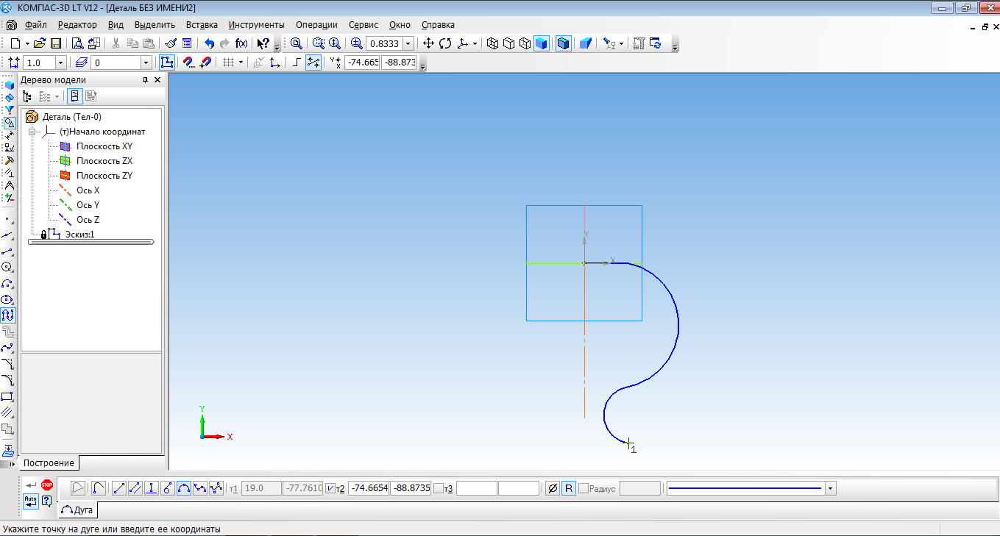 КОМПАС-3D LT V12 - [Деталь БЕЗ ИМЕНИ2]
Файл Редактор Вид Выделить Вставка Инструменты Операции Сервис Окно Справка
f(x) 0.8333
1.0 0 -74.665 -88.873
Дерево модели
Деталь (Тел-0)
(т)Начало координат
Плоскость XY
Плоскость ZX
Плоскость ZY
Ось X
Ось Y
Ось Z
Эскиз:1
Y
X
1
Y
X
Построение
STOP т1 19.0 -77.7610 т2 -74.6654 -88.8735 т3 R Радиус
Auto
Дуга
Укажите точку на дуге или введите ее координаты